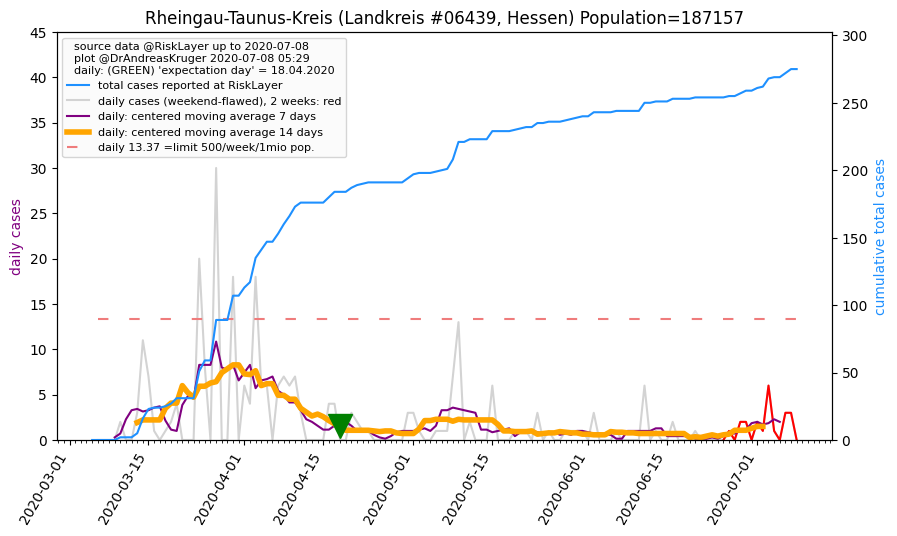 Rheingau-Taunus-Kreis (Landkreis #06439, Hessen) Population=187157
source data @RiskLayer up to 2020-07-08
plot @DrAndreasKruger 2020-07-08 05:29
daily: (GREEN) 'expectation day' = 18.04.2020
total cases reported at RiskLayer
daily cases (weekend-flawed), 2 weeks: red
daily: centered moving average 7 days
daily: centered moving average 14 days
daily 13.37 =limit 500/week/1mio pop.
daily cases
45
40
35
30
25
20
15
10
5
0
cumulative total cases
300
250
200
150
100
50
0
2020-03-01
2020-03-15
2020-04-01
2020-04-15
2020-05-01
2020-05-15
2020-06-01
2020-06-15
2020-07-01